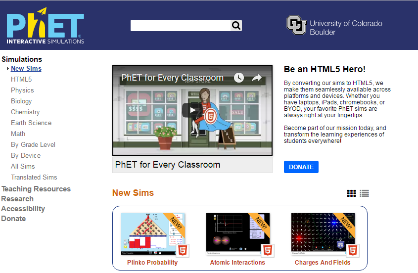 PhET
INTERACTIVE SIMULATIONS
University of Colorado
Boulder
Simulations
New Sims
HTML5
Physics
Biology
Chemistry
Earth Science
Math
By Grade Level
By Device
All Sims
Translated Sims
Teaching Resources
Research
Accessibility
Donate
PhET for Every Classroom
PhET for Every Classroom
Be an HTML5 Hero!
By converting our sims to HTML5, we
make them seamlessly available across
platforms and devices. Whether you
have laptops, iPads, chromebooks, or
BYOD, your favorite PhET sims are
always right at your fingertips.
Become part of our mission today, and
transform the learning experiences of
students everywhere!
DONATE
New Sims
NEW
NEW
NEW
Plinko Probability
Atomic Interactions
Charges And Fields